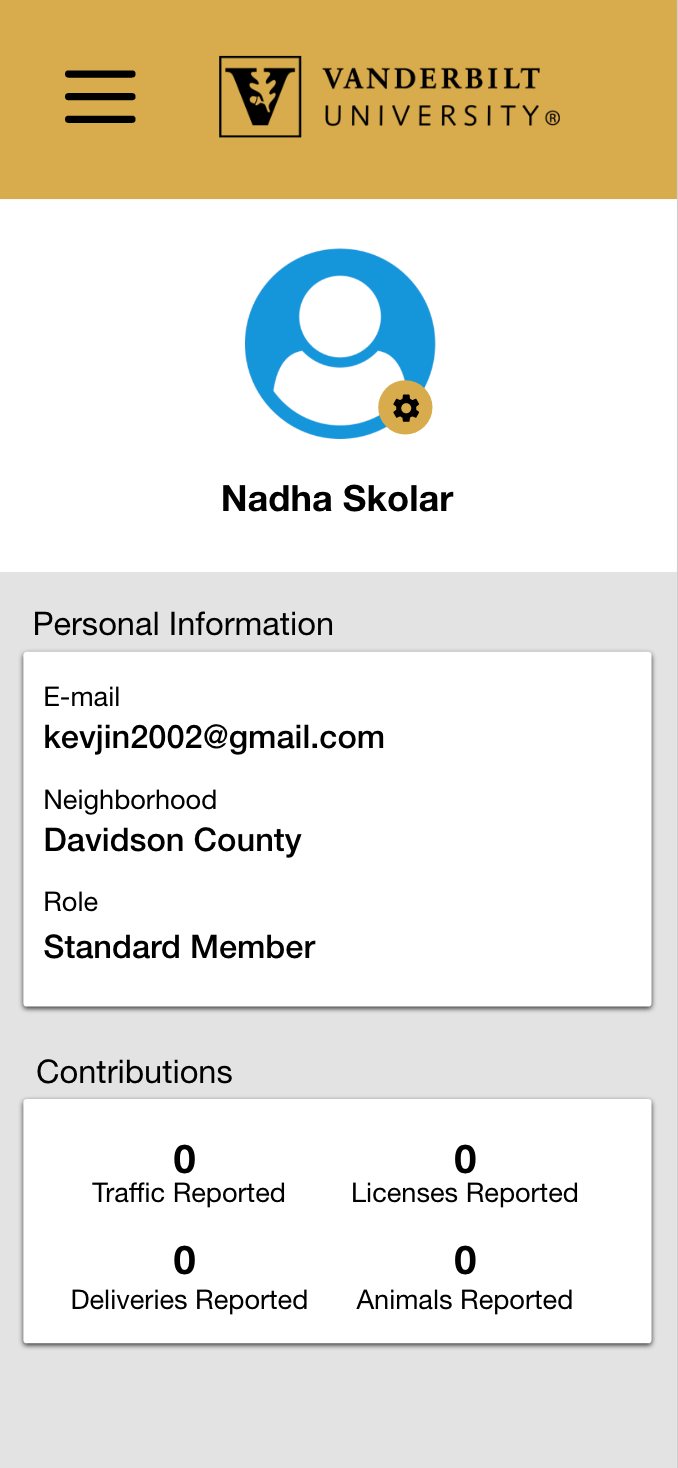 VANDERBILT
UNIVERSITY®
Nadha Skolar
Personal Information
E-mail
kevjin2002@gmail.com
Neighborhood
Davidson County
Role
Standard Member
Contributions
0 0
Traffic Reported Licenses Reported
0 0
Deliveries Reported Animals Reported